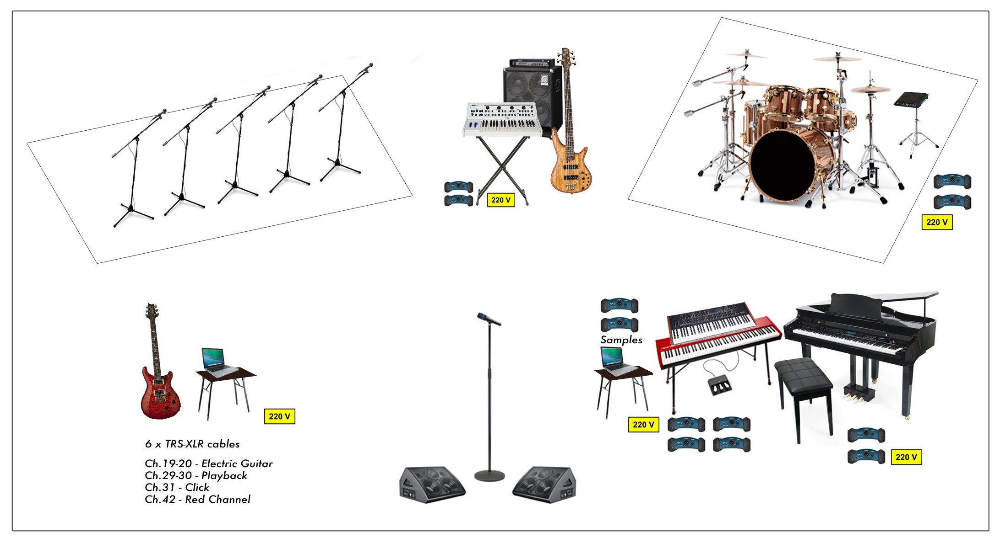 220 V
220 V
Samples
220 V
220 V
220 V
6 x TRS-XLR cables
Ch.19-20 - Electric Guitar
Ch.29-30 - Playback
Ch.31 - Click
Ch.42 - Red Channel